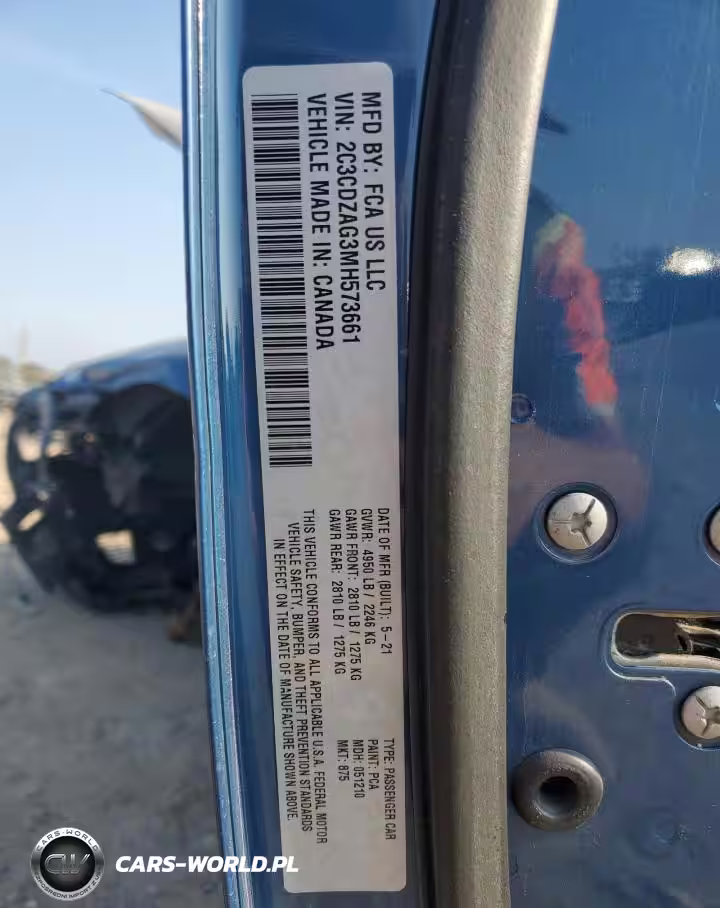 MFD BY: FCA US LLC
VIN: 2C3CDZAG3MH573661
VEHICLE MADE IN: CANADA
DATE OF MFR (BUILT): 5-21
GVWR: 4950 LB / 2246 KG
GAWR FRONT: 2810 LB / 1275 KG
GAWR REAR: 2810 LB / 1275 KG
THIS VEHICLE CONFORMS TO ALL APPLICABLE U.S.A. FEDERAL MOTOR
VEHICLE SAFETY, BUMPER, AND THEFT PREVENTION STANDARDS
IN EFFECT ON THE DATE OF MANUFACTURE SHOWN ABOVE.
TYPE: PASSENGER CAR
PAINT: PCA
MDH: 051210
MKT: 875
CARS-WORLD
CW
CARS-WORLD.PL